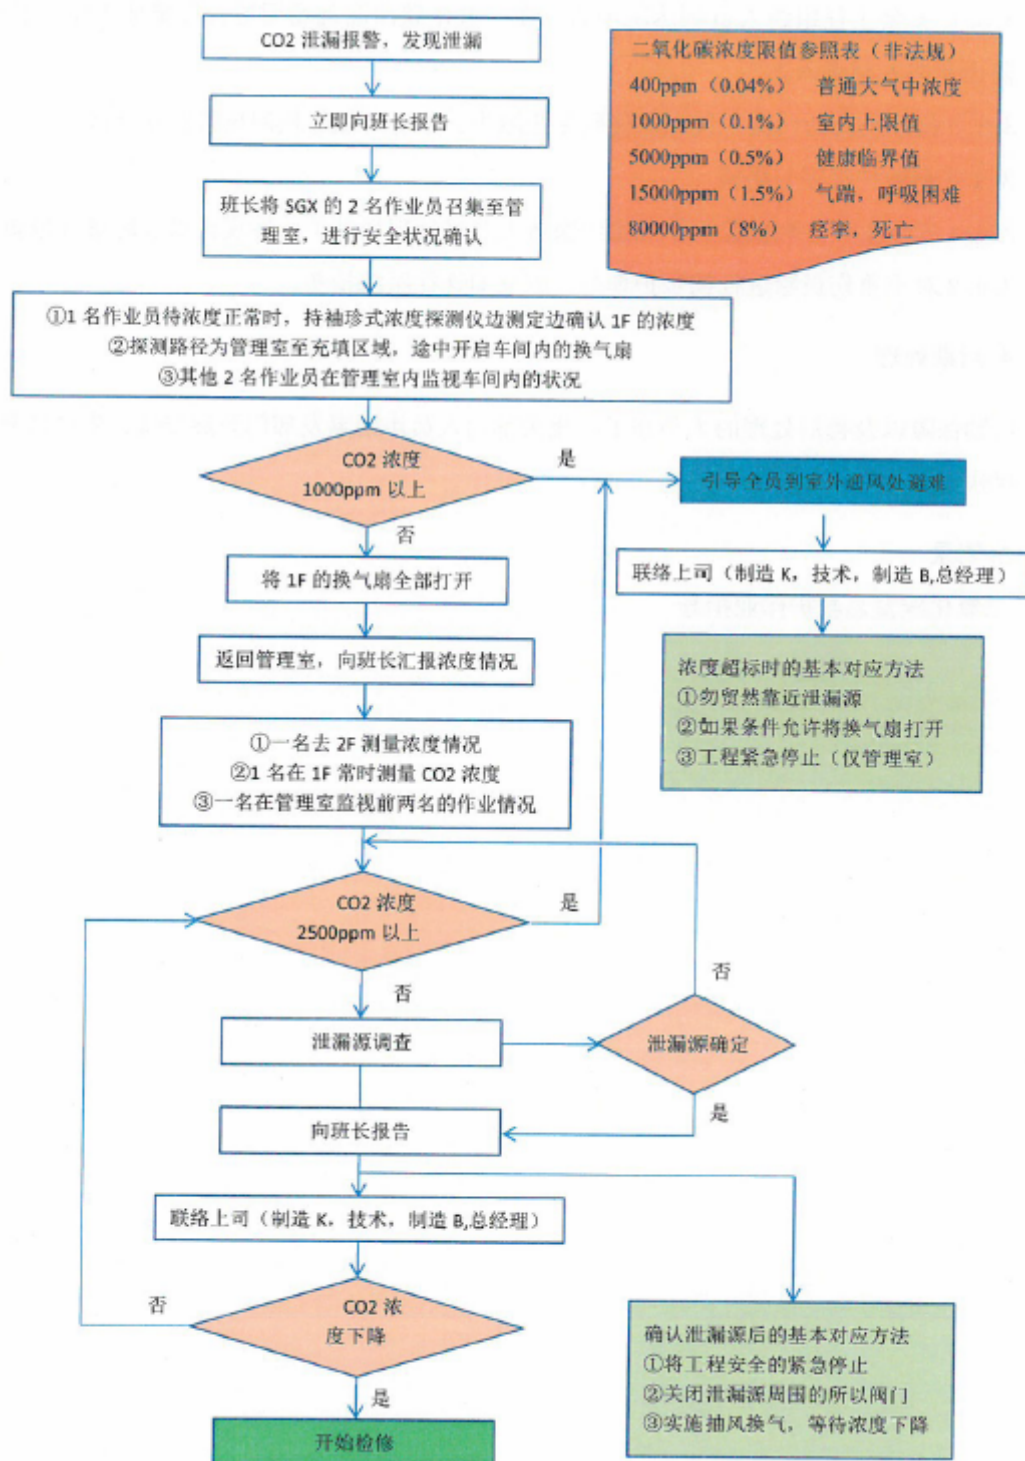 CO2 泄漏报警，发现泄漏
二氧化碳浓度限值参照表（非法规）
400ppm（0.04%） 普通大气中浓度
1000ppm（0.1%） 室内上限值
5000ppm（0.5%） 健康临界值
15000ppm（1.5%） 气踹，呼吸困难
80000ppm（8%） 痉挛，死亡
立即向班长报告
班长将 SGX 的 2 名作业员召集至管
理室，进行安全状况确认
①1 名作业员待浓度正常时，持袖珍式浓度探测仪边测定边确认 1F 的浓度
②探测路径为管理室至充填区域，途中开启车间内的换气扇
③其他 2 名作业员在管理室内监视车间内的状况
CO2 浓度
1000ppm 以上
是
引导全员到室外通风处避难
否
联络上司（制造 K，技术，制造 B,总经理）
将 1F 的换气扇全部打开
返回管理室，向班长汇报浓度情况
浓度超标时的基本对应方法
①勿贸然靠近泄漏源
②如果条件允许将换气扇打开
③工程紧急停止（仅管理室）
①一名去 2F 测量浓度情况
②1 名在 1F 常时测量 CO2 浓度
③一名在管理室监视前两名的作业情况
CO2 浓度
2500ppm 以上
是
否
否
泄漏源调查
泄漏源确定
是
向班长报告
联络上司（制造 K，技术，制造 B,总经理）
否
CO2 浓
度下降
是
开始检修
确认泄漏源后的基本对应方法
①将工程安全的紧急停止
②关闭泄漏源周围的所以阀门
③实施抽风换气，等待浓度下降